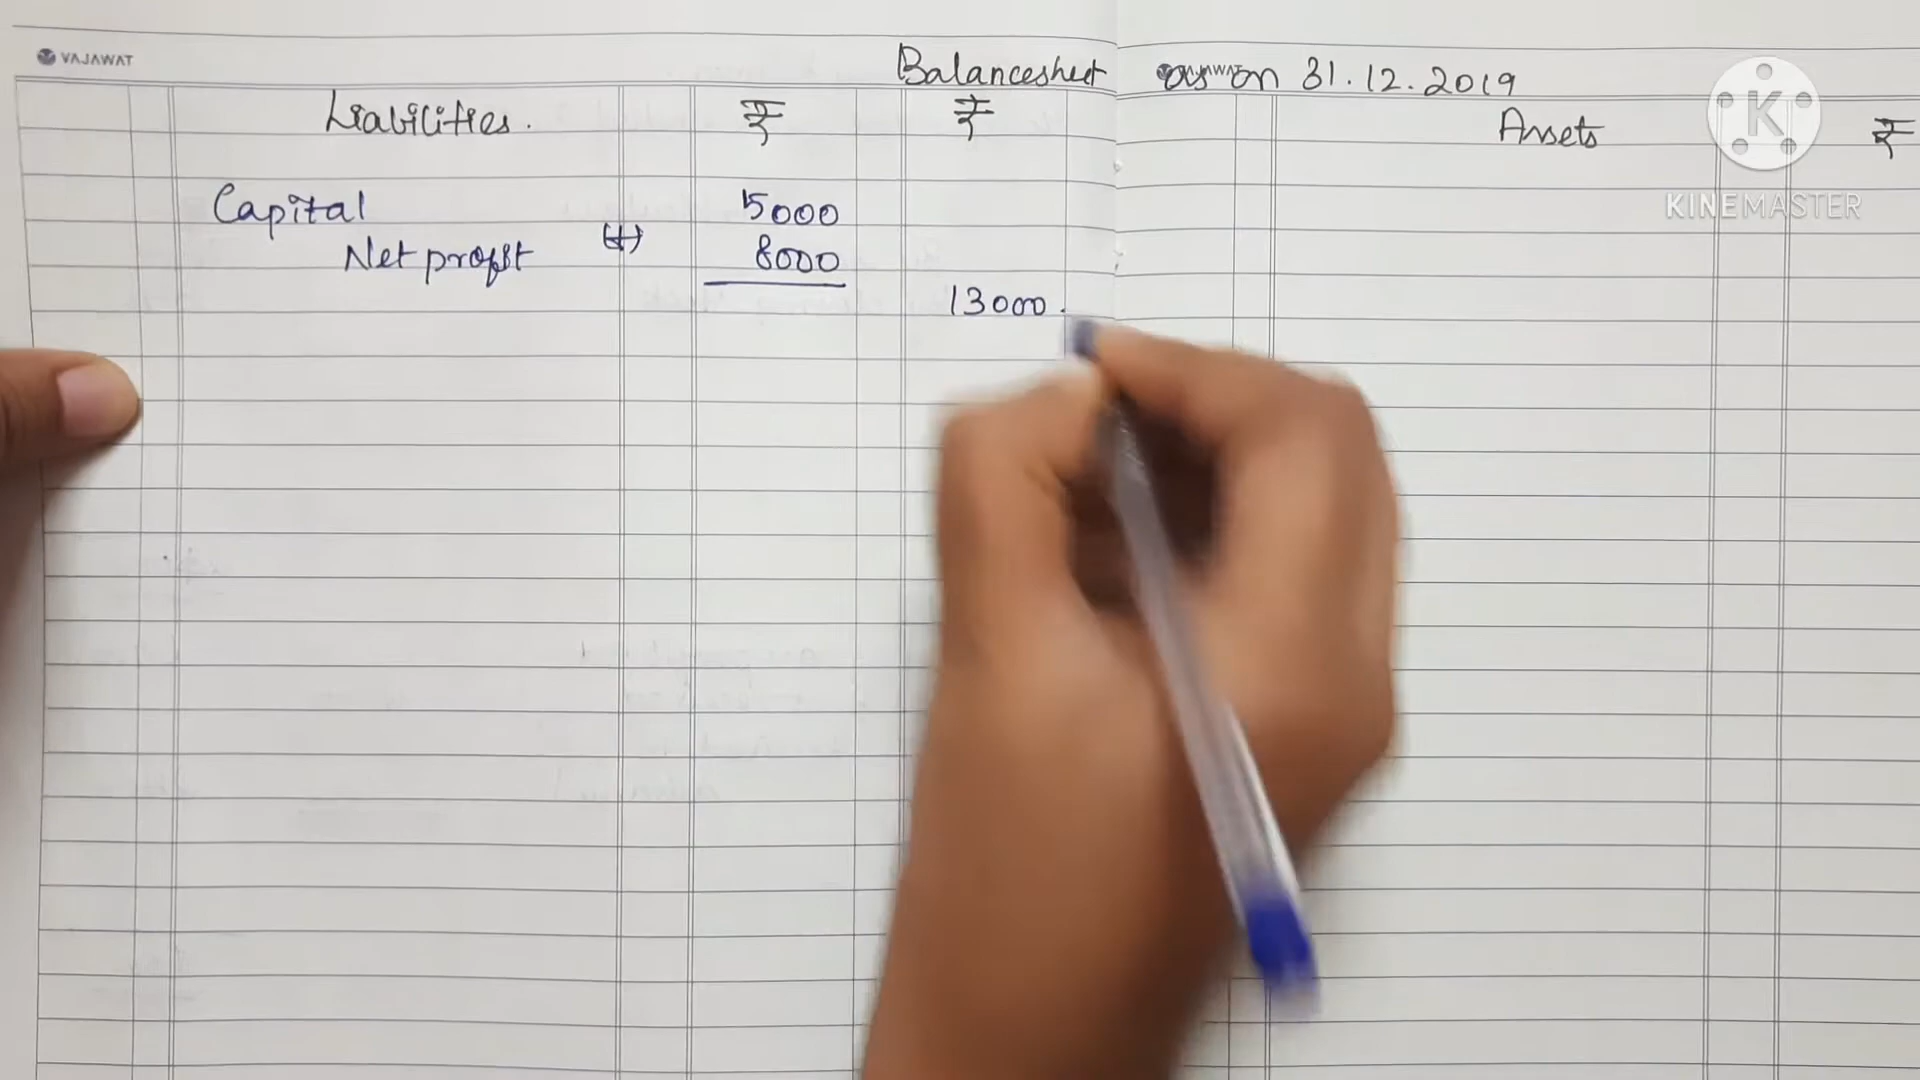 VAJAWAT
Balancesheet as on 31.12.2019
Liabilities. ₹ ₹ Assets ₹
Capital 5000
Net profit (+) 8000
13000.
KINEMASTER